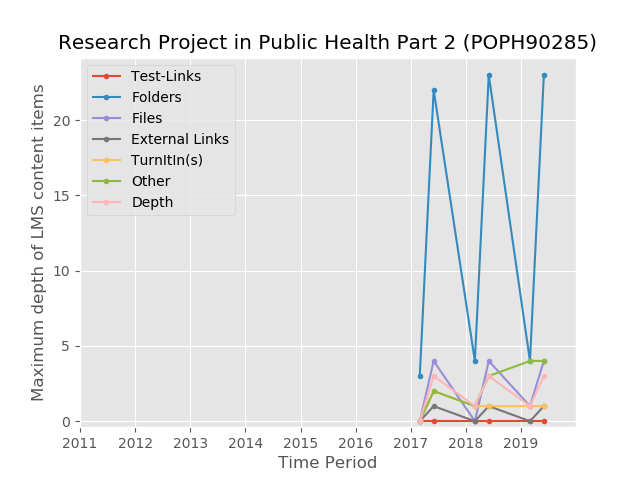 Research Project in Public Health Part 2 (POPH90285)
Test-Links
Folders
Files
External Links
TurnItIn(s)
Other
Depth
Maximum depth of LMS content items
20
15
10
5
0
2011 2012 2013 2014 2015 2016 2017 2018 2019
Time Period